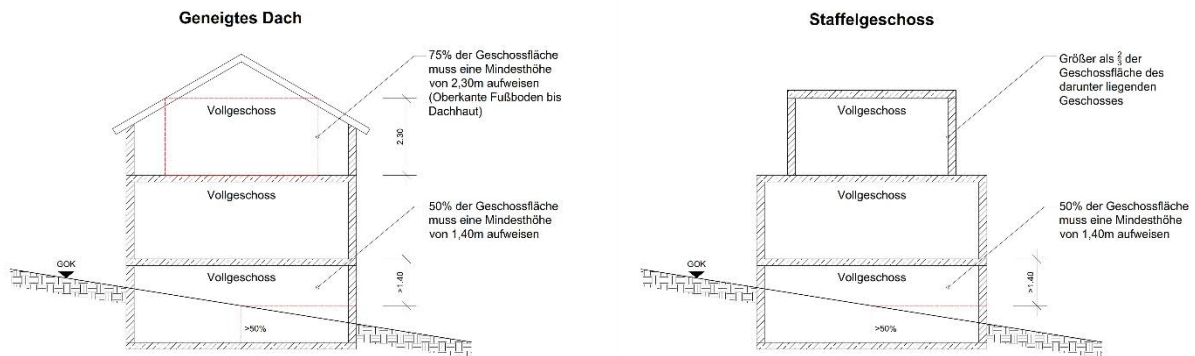 Geneigtes Dach
75% der Geschossfläche
muss eine Mindesthöhe
von 2,30m aufweisen
(Oberkante Fußboden bis
Dachhaut)
Vollgeschoss
2.30
Vollgeschoss
50% der Geschossfläche
muss eine Mindesthöhe
von 1,40m aufweisen
GOK
Vollgeschoss
>1.40
>50%
Staffelgeschoss
Größer als 2/3 der
Geschossfläche des
darunter liegenden
Geschosses
Vollgeschoss
Vollgeschoss
50% der Geschossfläche
muss eine Mindesthöhe
von 1,40m aufweisen
GOK
Vollgeschoss
>1.40
>50%